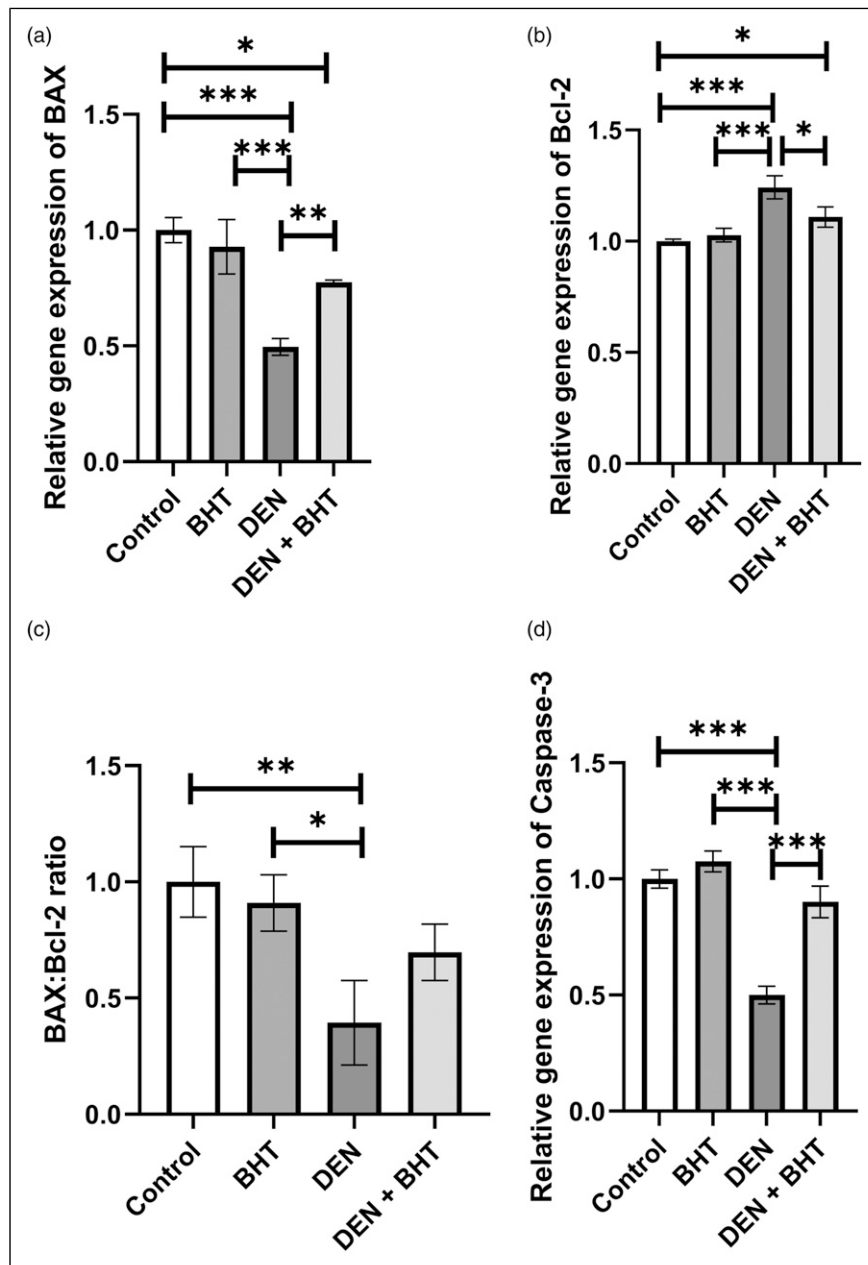 (a)
Relative gene expression of BAX
1.5
1.0
0.5
0.0
*
***
***
**
Control
BHT
DEN
DEN + BHT
(b)
Relative gene expression of Bcl-2
1.5
1.0
0.5
0.0
*
***
***
*
Control
BHT
DEN
DEN + BHT
(c)
BAX:Bcl-2 ratio
1.5
1.0
0.5
0.0
**
*
Control
BHT
DEN
DEN + BHT
(d)
Relative gene expression of Caspase-3
1.5
1.0
0.5
0.0
***
***
***
Control
BHT
DEN
DEN + BHT